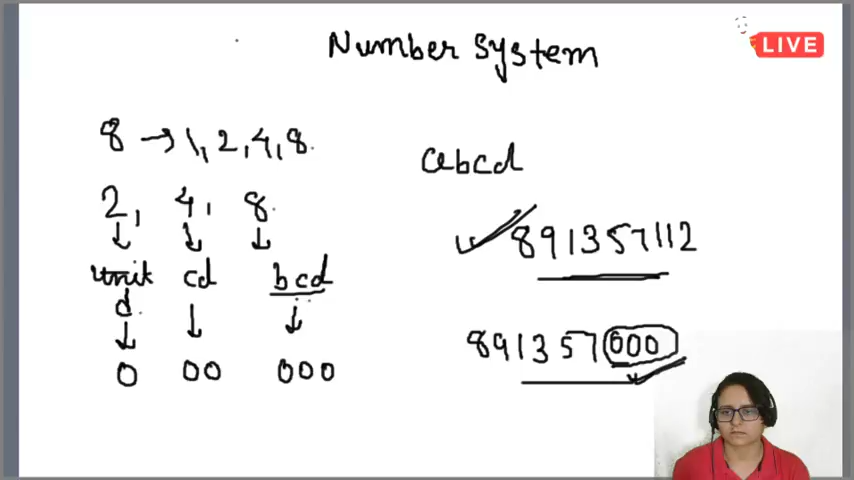 Number System
LIVE
8 → 1, 2, 4, 8.
abcd
2, 4, 8.
891357112
unit cd bcd
d.
891357000
0 00 000